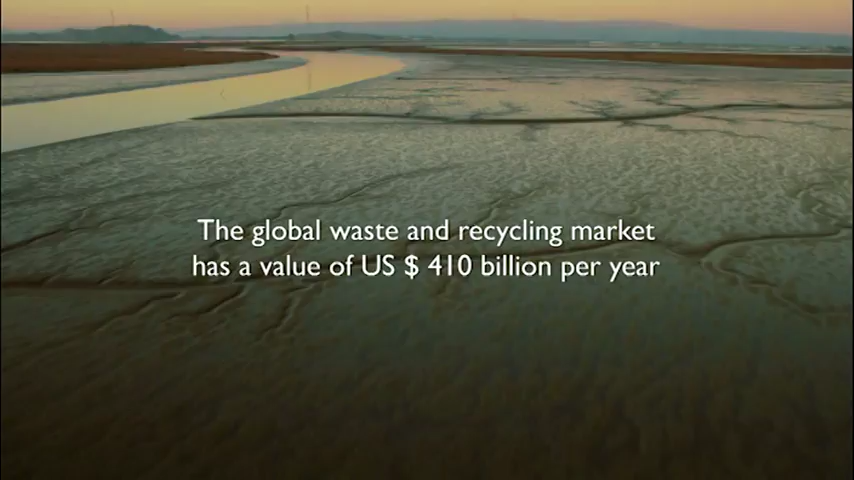 The global waste and recycling market
has a value of US $ 410 billion per year